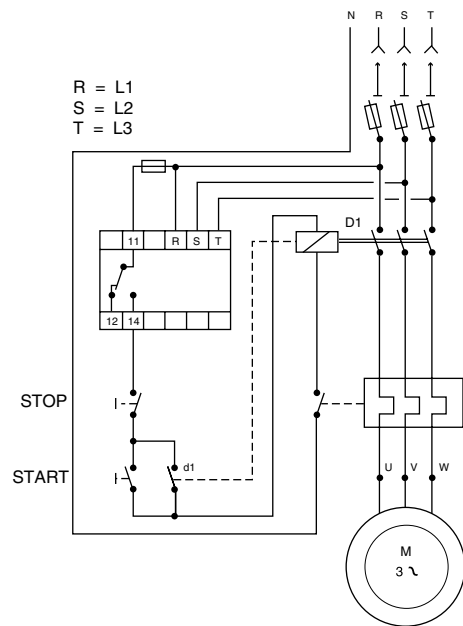 N R S T
R = L1
S = L2
T = L3
D1
11 R S T
12 14
STOP
START
d1
U V W
M
3 ~